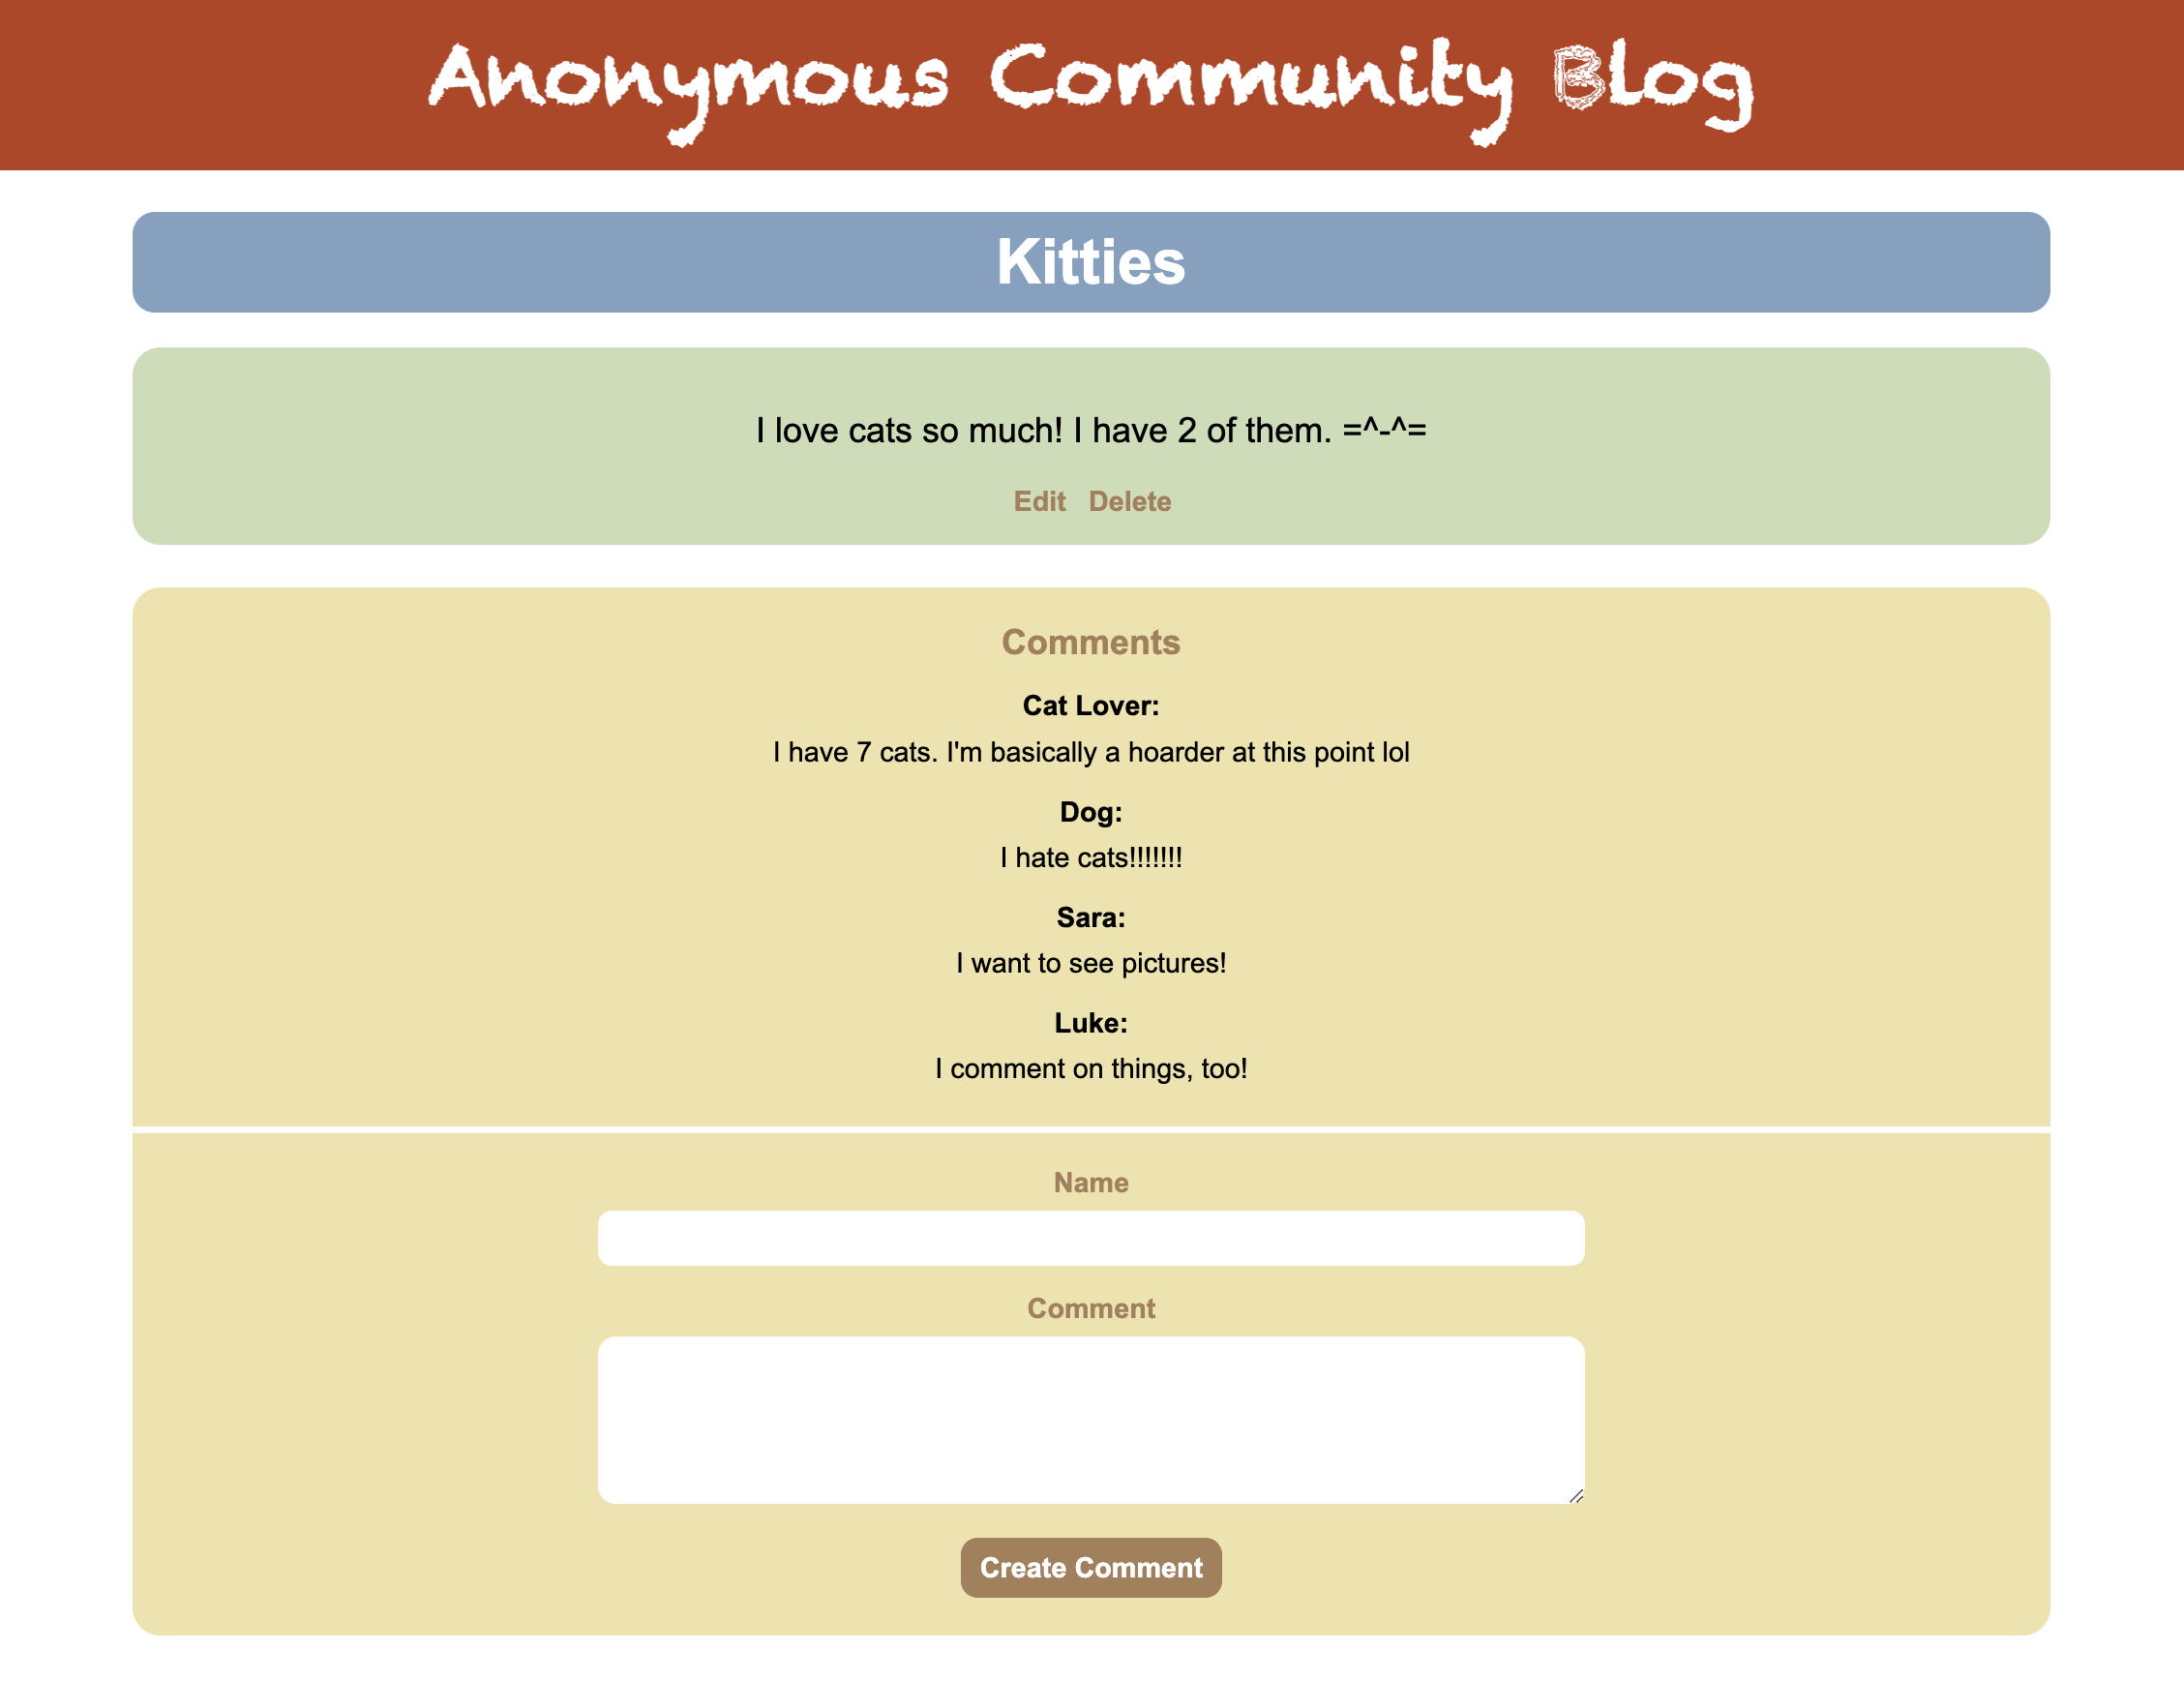 Anonymous Community Blog
Kitties
I love cats so much! I have 2 of them. =^-^=
Edit Delete
Comments
Cat Lover:
I have 7 cats. I'm basically a hoarder at this point lol
Dog:
I hate cats!!!!!!!
Sara:
I want to see pictures!
Luke:
I comment on things, too!
Name
Comment
Create Comment